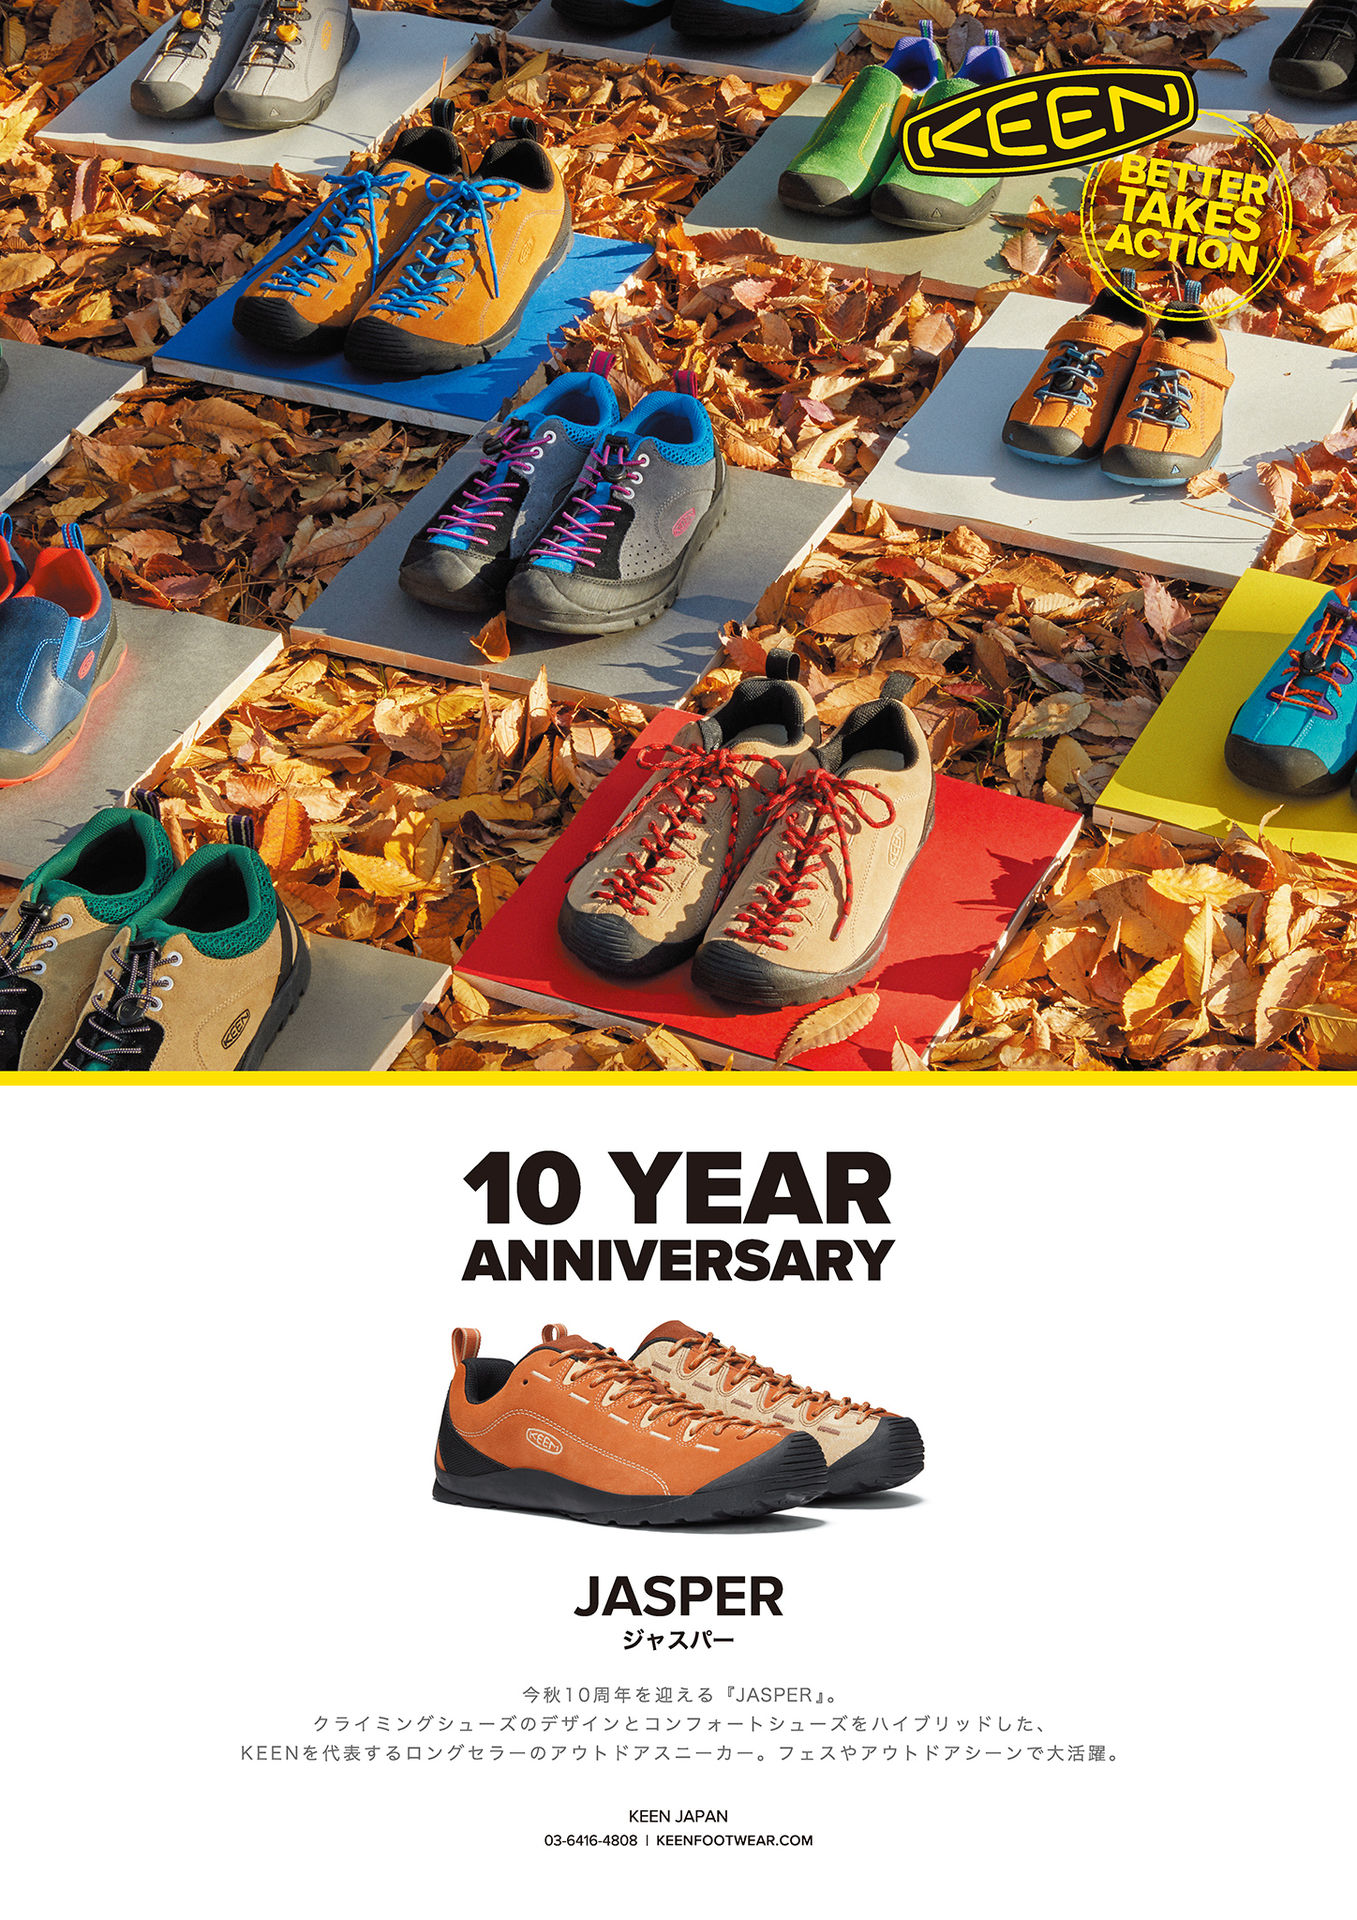 KEEN
BETTER
TAKES
ACTION
KEEN
10 YEAR
ANNIVERSARY
KEEN
JASPER
ジャスパー
今秋10周年を迎える『JASPER』。
クライミングシューズのデザインとコンフォートシューズをハイブリッドした、
KEENを代表するロングセラーのアウトドアスニーカー。フェスやアウトドアシーンで大活躍。
KEEN JAPAN
03-6416-4808 | KEENFOOTWEAR.COM